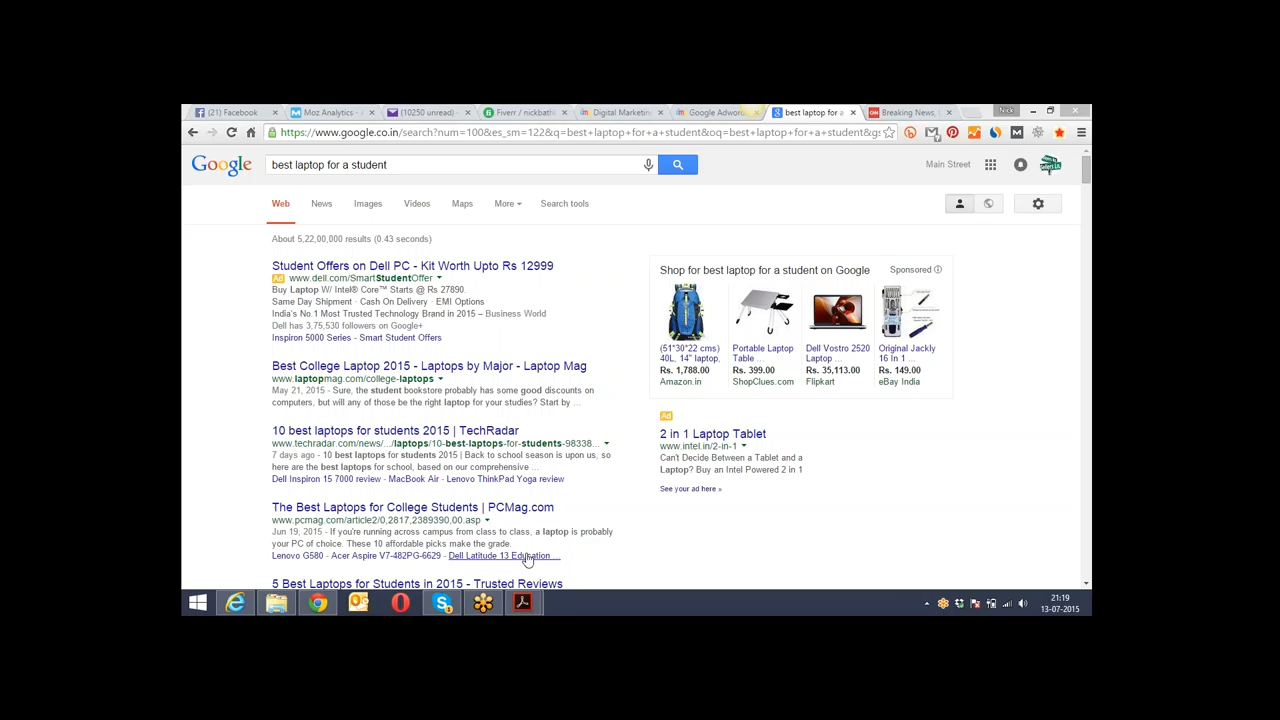 (21) Facebook
Moz Analytics -
(10250 unread) -
Fiverr / nickbathi
Digital Marketing
Google Adword
best laptop for a
Breaking News,
Nick
https://www.google.co.in/search?num=100&es_sm=122&q=best+laptop+for+a+student&oq=best+laptop+for+a+student&gs
Google
best laptop for a student
Main Street
Web
News
Images
Videos
Maps
More
Search tools
About 5,22,00,000 results (0.43 seconds)
Student Offers on Dell PC - Kit Worth Upto Rs 12999
Ad www.dell.com/SmartStudentOffer
Buy Laptop W/ Intel® Core™ Starts @ Rs 27890.
Same Day Shipment · Cash On Delivery · EMI Options
India's No.1 Most Trusted Technology Brand in 2015 – Business World
Dell has 3,75,530 followers on Google+
Inspiron 5000 Series - Smart Student Offers
Best College Laptop 2015 - Laptops by Major - Laptop Mag
www.laptopmag.com/college-laptops
May 21, 2015 - Sure, the student bookstore probably has some good discounts on
computers, but will any of those be the right laptop for your studies? Start by ...
10 best laptops for students 2015 | TechRadar
www.techradar.com/news/.../laptops/10-best-laptops-for-students-98338...
7 days ago - 10 best laptops for students 2015 | Back to school season is upon us, so
here are the best laptops for school, based on our comprehensive ...
Dell Inspiron 15 7000 review - MacBook Air - Lenovo ThinkPad Yoga review
The Best Laptops for College Students | PCMag.com
www.pcmag.com/article2/0,2817,2389390,00.asp
Jun 19, 2015 - If you're running across campus from class to class, a laptop is probably
your PC of choice. These 10 affordable picks make the grade.
Lenovo G580 - Acer Aspire V7-482PG-6629 - Dell Latitude 13 Education ...
5 Best Laptops for Students in 2015 - Trusted Reviews
Shop for best laptop for a student on Google
Sponsored
(51*30*22 cms)
40L, 14" laptop,
Rs. 1,788.00
Amazon.in
Portable Laptop
Table ...
Rs. 399.00
ShopClues.com
Dell Vostro 2520
Laptop ...
Rs. 35,113.00
Flipkart
Original Jackly
16 In 1 ...
Rs. 149.00
eBay India
Ad
2 in 1 Laptop Tablet
www.intel.in/2-in-1
Can't Decide Between a Tablet and a
Laptop? Buy an Intel Powered 2 in 1
See your ad here »
21:19
13-07-2015